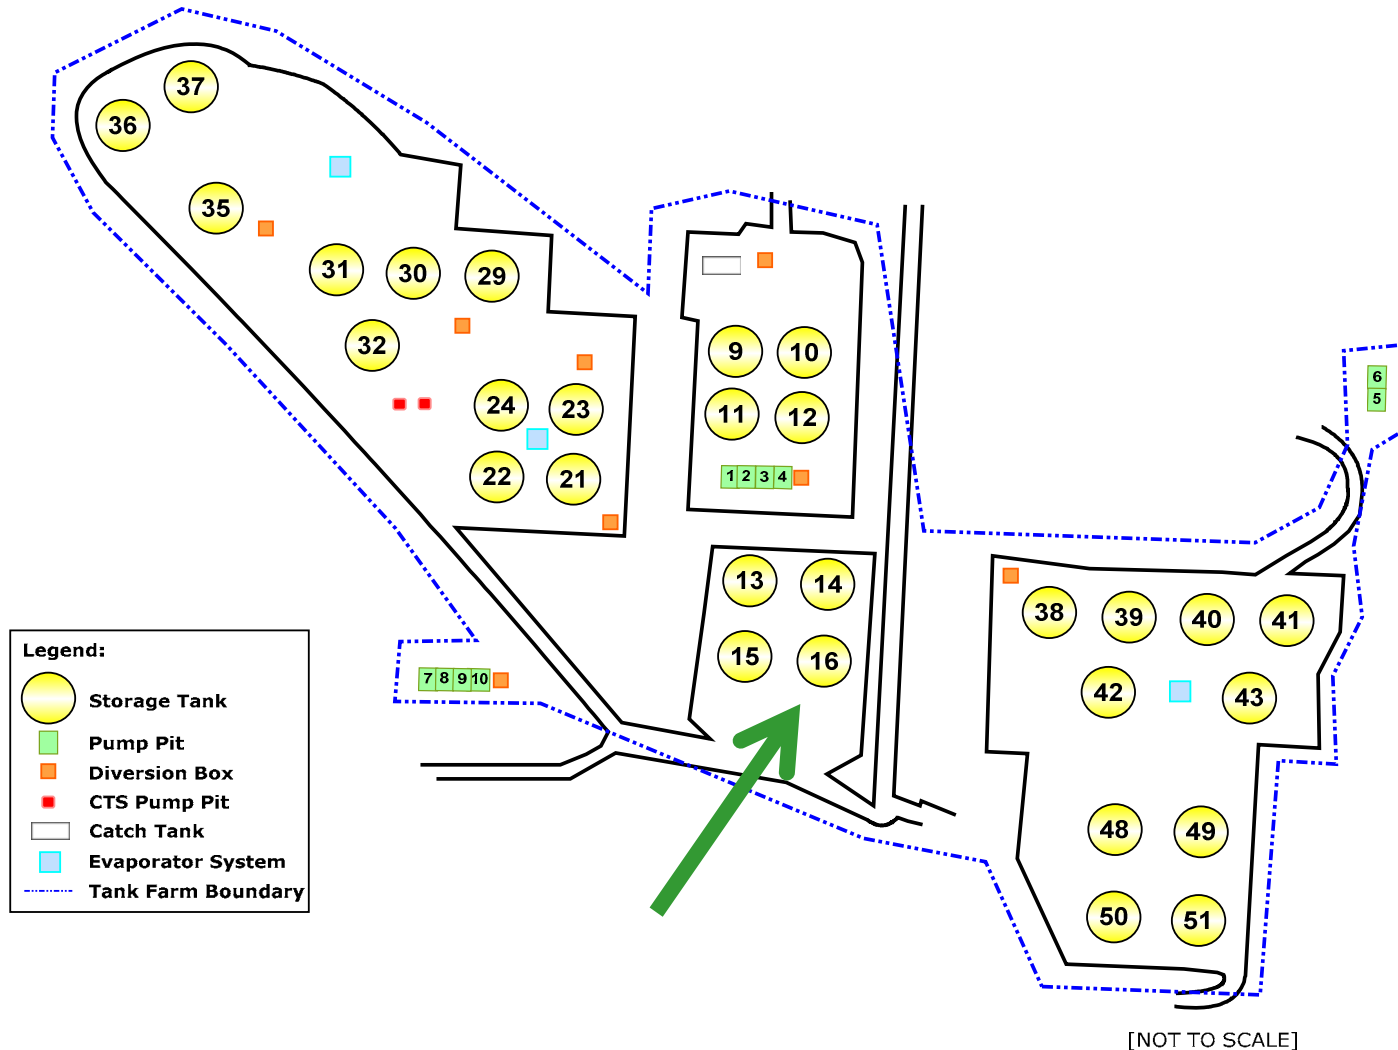 37
36
35
31 30 29
32
24 23
22 21
9 10
11 12
1 2 3 4
13 14
15 16
6
5
38 39 40 41
42 43
48 49
50 51
7 8 9 10
Legend:
Storage Tank
Pump Pit
Diversion Box
CTS Pump Pit
Catch Tank
Evaporator System
Tank Farm Boundary
[NOT TO SCALE]